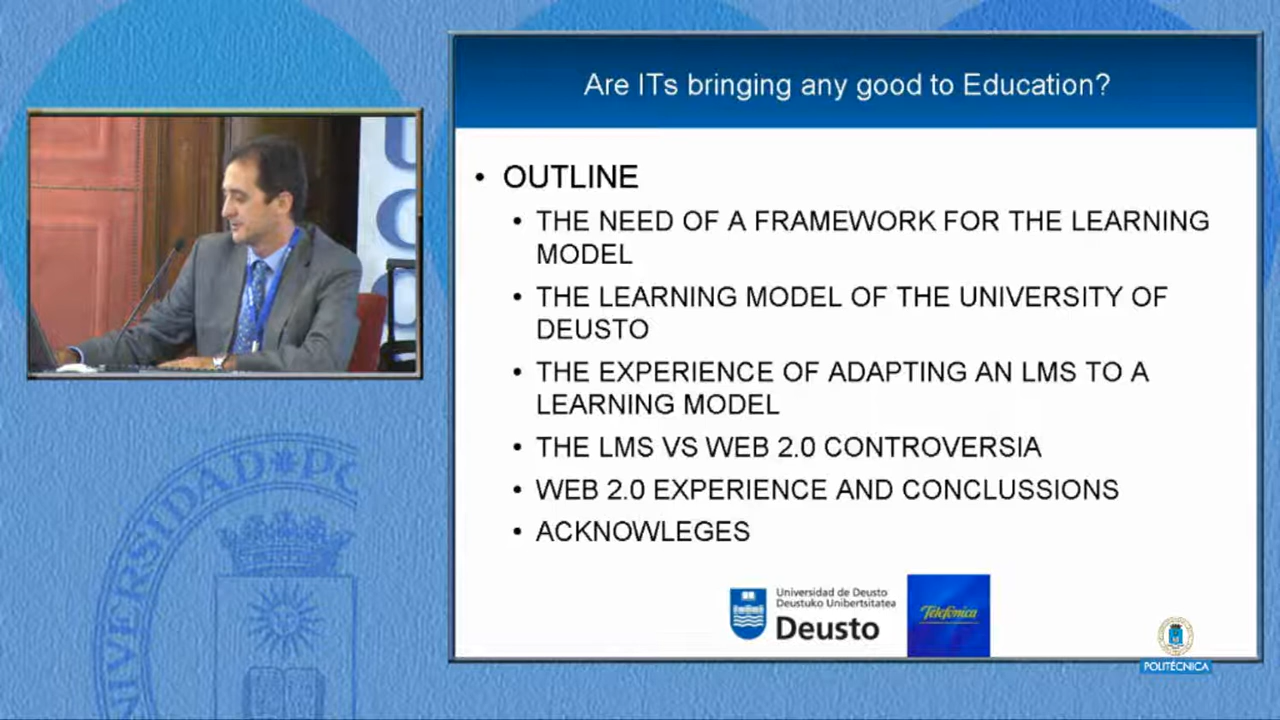 Are ITs bringing any good to Education?
• OUTLINE
• THE NEED OF A FRAMEWORK FOR THE LEARNING
MODEL
• THE LEARNING MODEL OF THE UNIVERSITY OF
DEUSTO
• THE EXPERIENCE OF ADAPTING AN LMS TO A
LEARNING MODEL
• THE LMS VS WEB 2.0 CONTROVERSIA
• WEB 2.0 EXPERIENCE AND CONCLUSSIONS
• ACKNOWLEGES
Universidad de Deusto
Deustuko Unibertsitatea
Deusto
Telefónica
POLITÉCNICA
UNIVERSIDAD